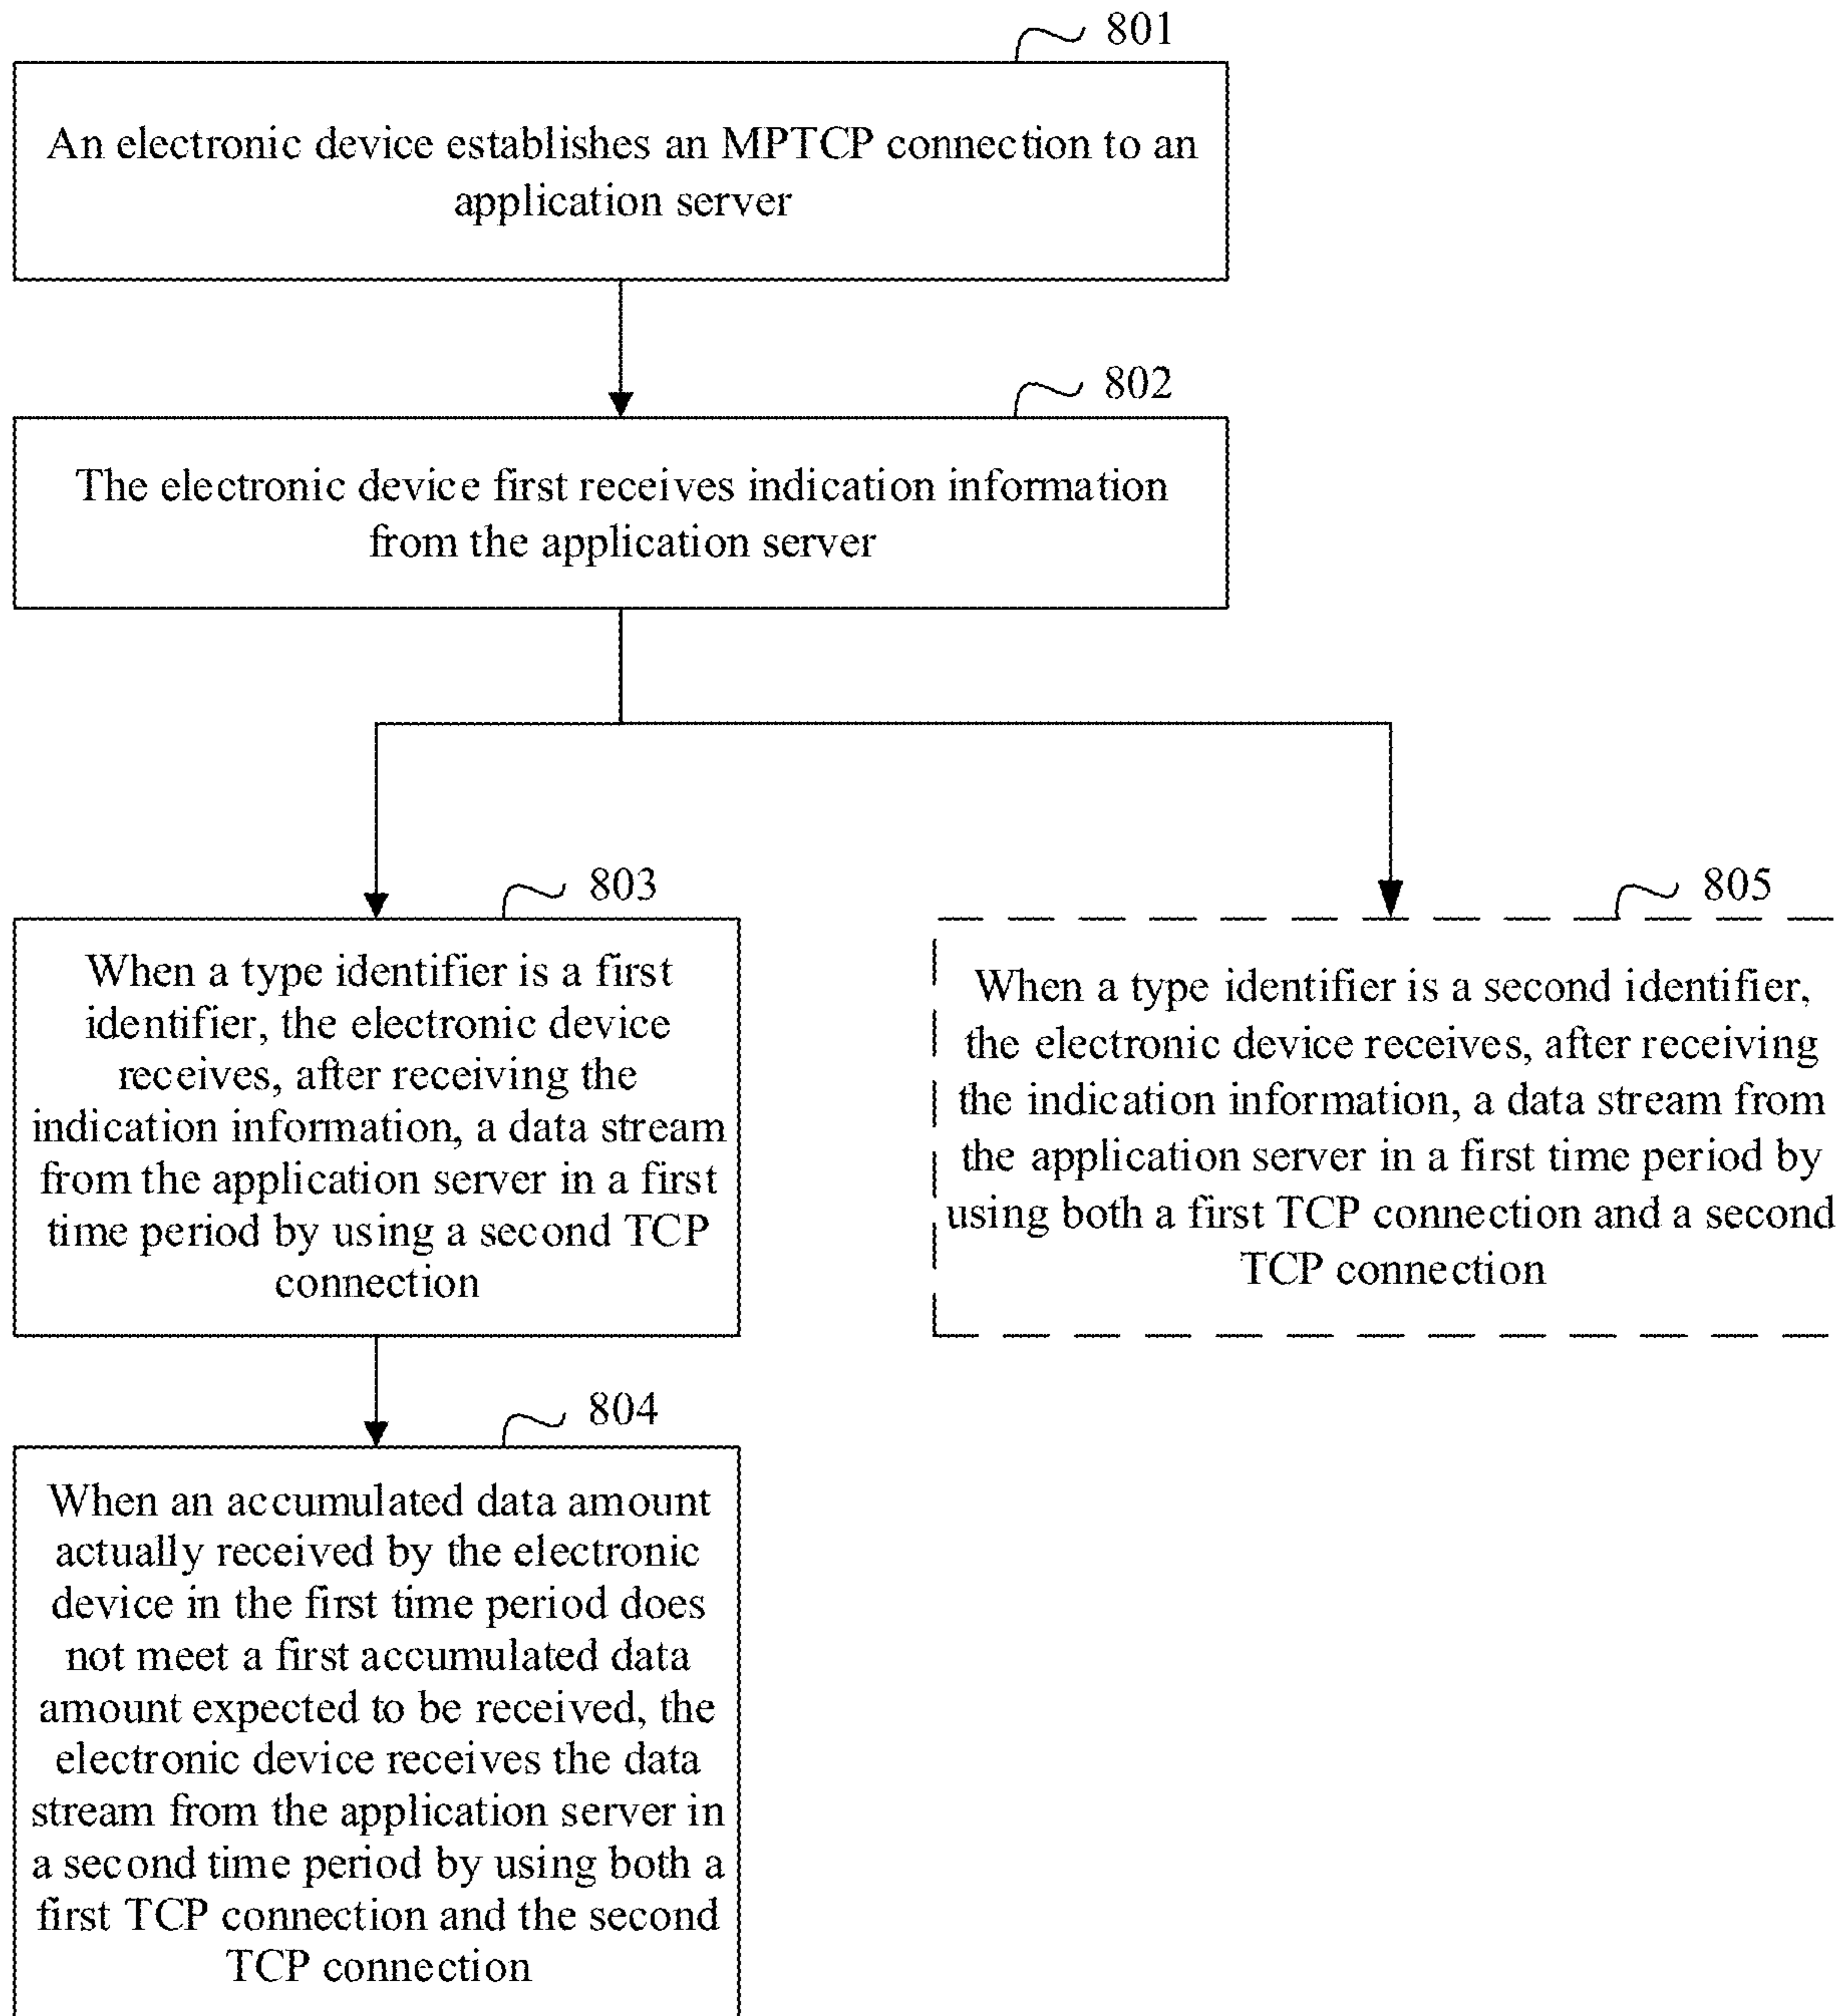 801
An electronic device establishes an MPTCP connection to an
application server
802
The electronic device first receives indication information
from the application server
803
When a type identifier is a first
identifier, the electronic device
receives, after receiving the
indication information, a data stream
from the application server in a first
time period by using a second TCP
connection
805
When a type identifier is a second identifier,
the electronic device receives, after receiving
the indication information, a data stream from
the application server in a first time period by
using both a first TCP connection and a second
TCP connection
804
When an accumulated data amount
actually received by the electronic
device in the first time period does
not meet a first accumulated data
amount expected to be received, the
electronic device receives the data
stream from the application server in
a second time period by using both a
first TCP connection and the second
TCP connection